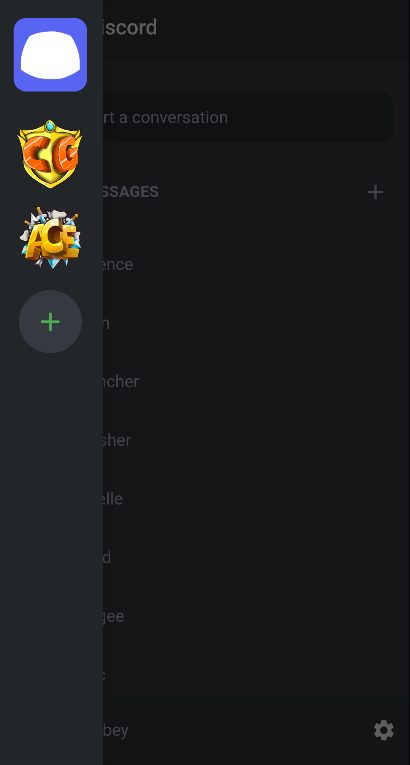 iscord
rt a conversation
CG
SSAGES
ACE
ence
n
ncher
sher
elle
d
gee
c
bey